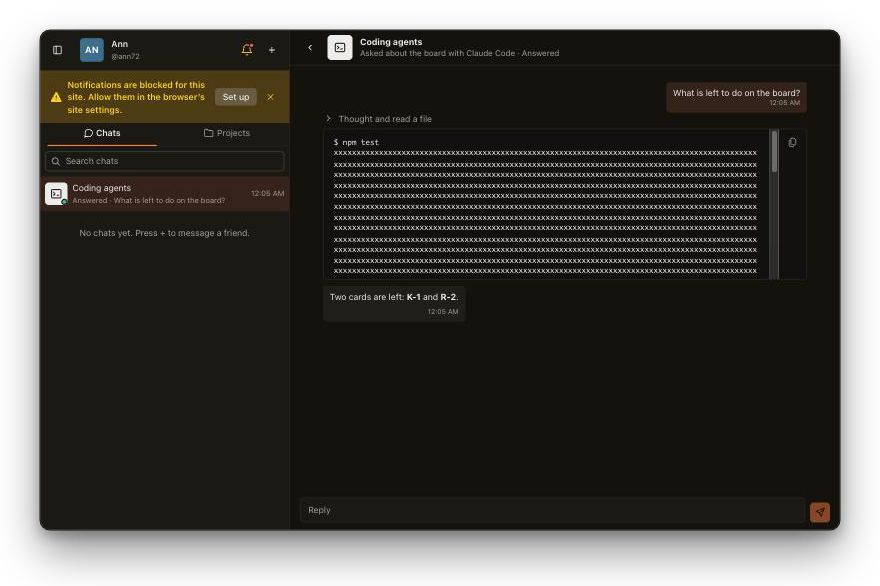 AN
Ann
@ann72
Notifications are blocked for this
site. Allow them in the browser's
site settings.
Set up
Chats
Projects
Search chats
Coding agents
12:05 AM
Answered · What is left to do on the board?
No chats yet. Press + to message a friend.
Coding agents
Asked about the board with Claude Code · Answered
What is left to do on the board?
12:05 AM
Thought and read a file
$ npm test
Two cards are left: K-1 and R-2.
12:05 AM
Reply